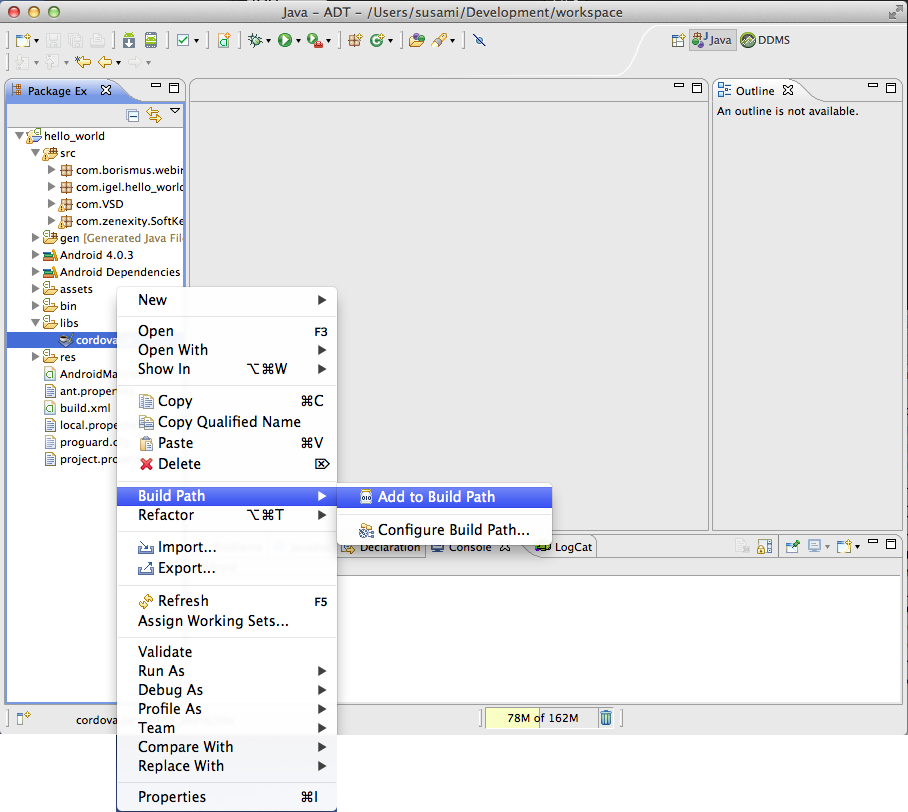 Java – ADT – /Users/susami/Development/workspace
Java
DDMS
Package Ex
Outline
An outline is not available.
hello_world
src
com.borismus.webin
com.igel.hello_world
com.VSD
com.zenexity.SoftKe
gen [Generated Java Fil
Android 4.0.3
Android Dependencies
assets
bin
libs
cordova
res
AndroidMa
ant.proper
build.xml
local.prope
proguard.c
project.pro
New
Open F3
Open With
Show In ⌥⌘W
Copy ⌘C
Copy Qualified Name
Paste ⌘V
Delete ⌦
Build Path
Refactor ⌥⌘T
Import...
Export...
Refresh F5
Assign Working Sets...
Validate
Run As
Debug As
Profile As
Team
Compare With
Replace With
Properties ⌘I
Add to Build Path
Configure Build Path...
Declaration
Console
LogCat
cordova
78M of 162M